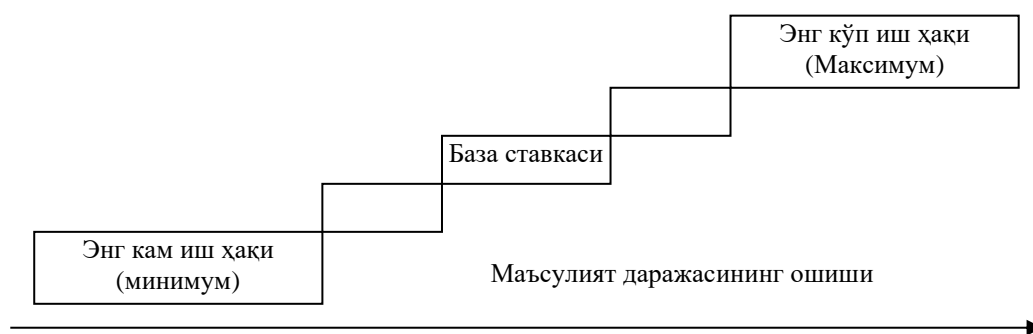 Энг кўп иш ҳақи
(Максимум)
База ставкаси
Энг кам иш ҳақи
(минимум)
Маъсулият даражасининг ошиши